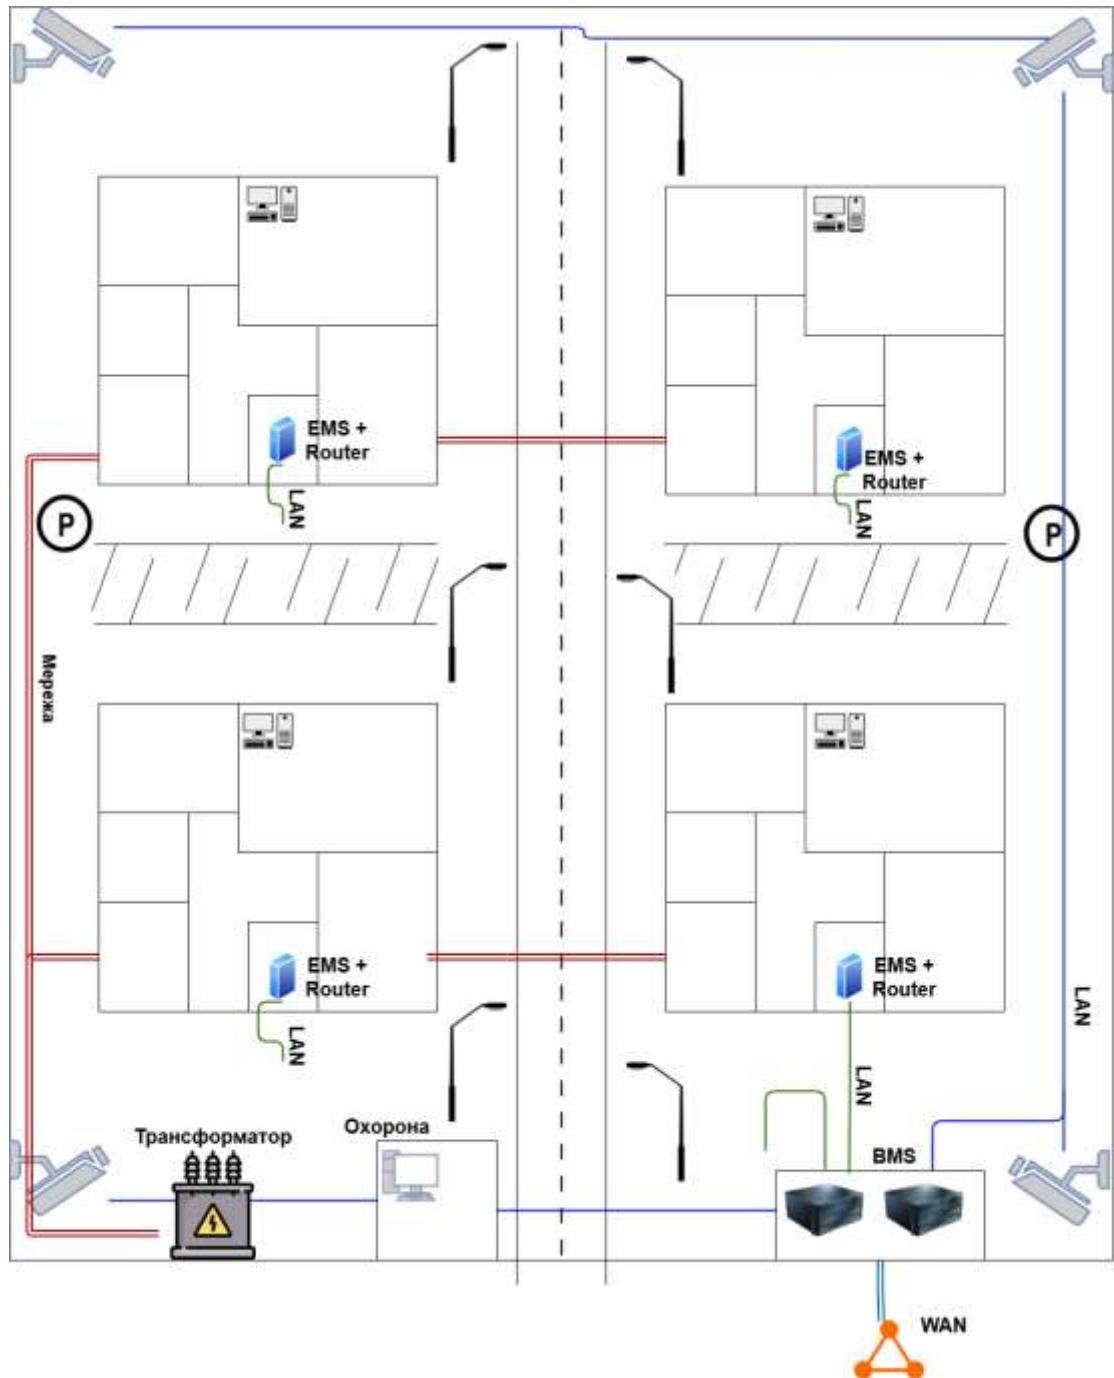 EMS +
Router
EMS +
Router
LAN
LAN
P
P
Мережа
EMS +
Router
EMS +
Router
LAN
LAN
LAN
Трансформатор
Охорона
BMS
WAN